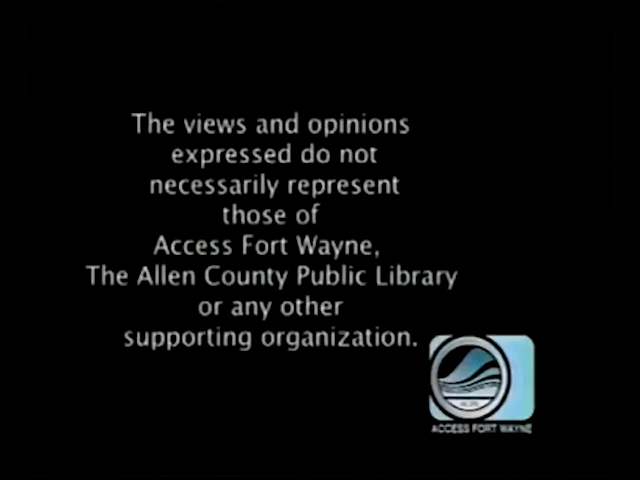 The views and opinions
expressed do not
necessarily represent
those of
Access Fort Wayne,
The Allen County Public Library
or any other
supporting organization.
ACCESS FORT WAYNE